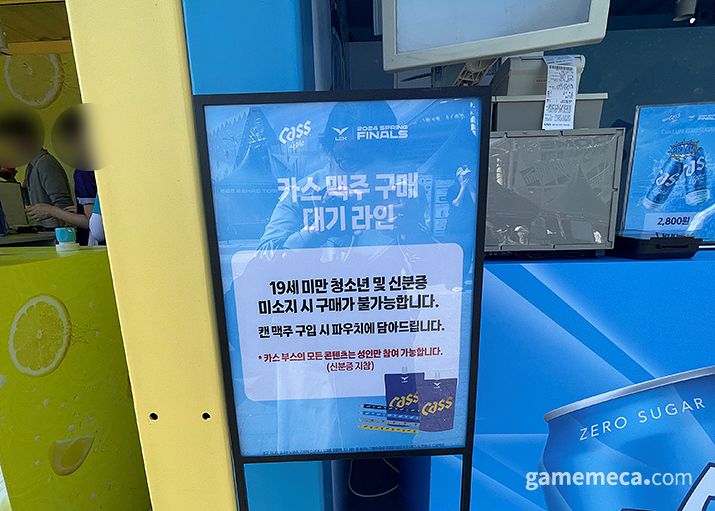 Cass
Light
LCK
2024 SPRING
FINALS
카스 맥주 구매
대기 라인
19세 미만 청소년 및 신분증
미소지 시 구매가 불가능합니다.
캔 맥주 구입 시 파우치에 담아드립니다.
* 카스 부스의 모든 콘텐츠는 성인만 참여 가능합니다.
(신분증 지참)
Cass
Cass
2,800원
ZERO SUGAR
gamemeca.com